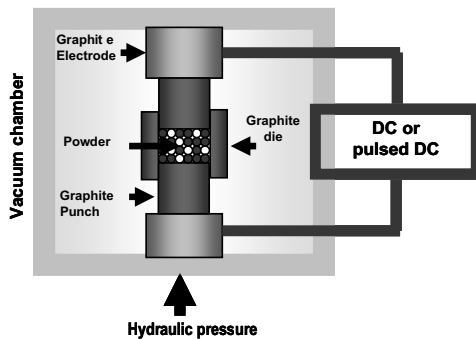 Graphit e
Electrode
Vacuum chamber
Powder
Graphite
die
DC or
pulsed DC
Graphite
Punch
Hydraulic pressure